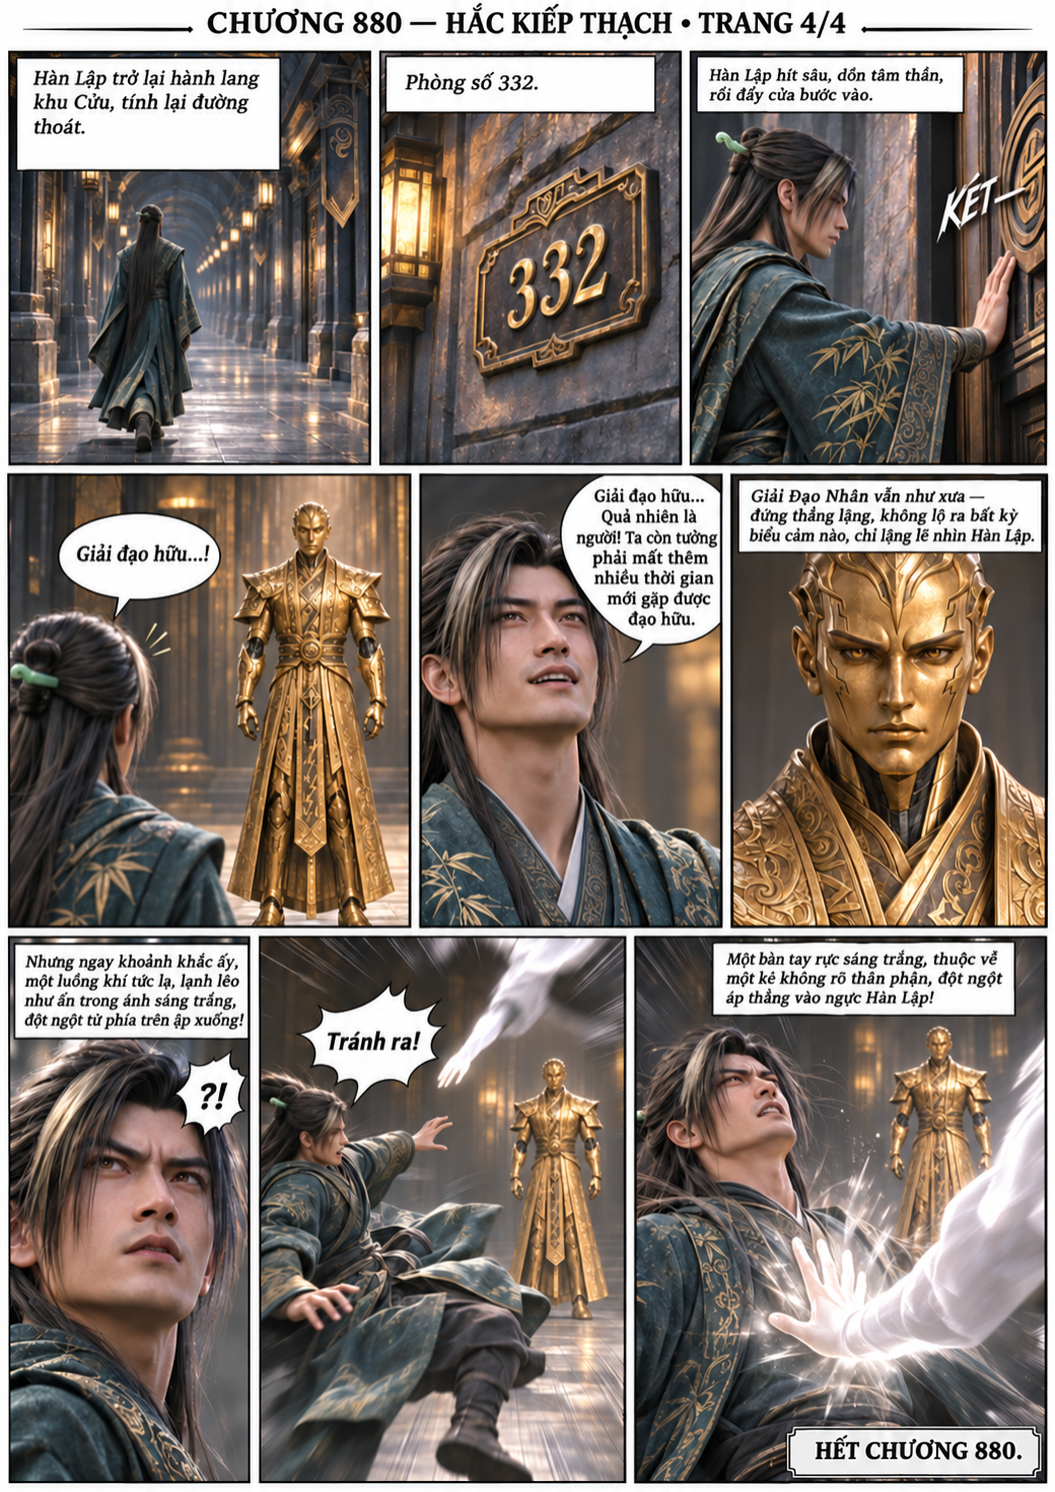 CHƯƠNG 880 — HẮC KIẾP THẠCH • TRANG 4/4
Hàn Lập trở lại hành lang
khu Cửu, tính lại đường
thoát.
Phòng số 332.
332
Hàn Lập hít sâu, dồn tâm thần,
rồi đẩy cửa bước vào.
KÉT—
Giải đạo hữu...!
Giải đạo hữu...
Quả nhiên là
ngươi! Ta còn tưởng
phải mất thêm
nhiều thời gian
mới gặp được
đạo hữu.
Giải Đạo Nhân vẫn như xưa —
đứng thẳng lặng, không lộ ra bất kỳ
biểu cảm nào, chỉ lặng lẽ nhìn Hàn Lập.
Nhưng ngay khoảnh khắc ấy,
một luồng khí tức lạ, lạnh lẻo
như ẩn trong ánh sáng trắng,
đột ngột từ phía trên ập xuống!
?!
Tránh ra!
Một bàn tay rực sáng trắng, thuộc về
một kẻ không rõ thân phận, đột ngột
áp thẳng vào ngực Hàn Lập!
HẾT CHƯƠNG 880.